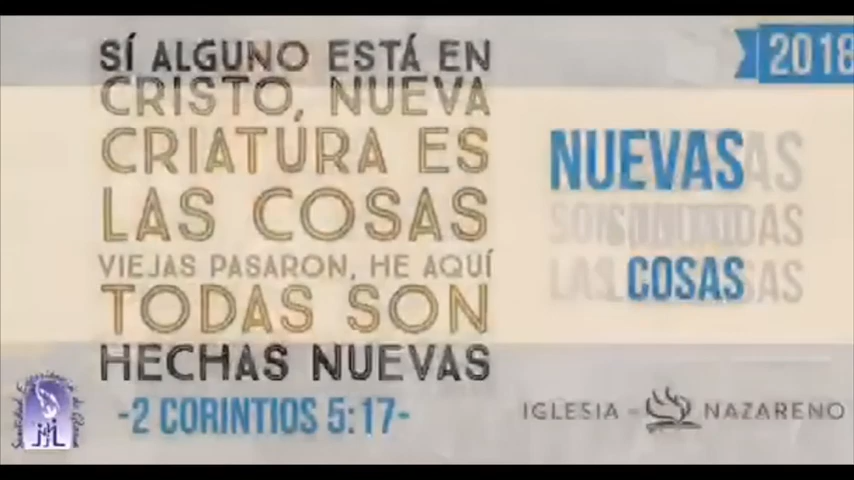 SÍ ALGUNO ESTÁ EN
CRISTO, NUEVA
CRIATURA ES
LAS COSAS
VIEJAS PASARON, HE AQUÍ
TODAS SON
HECHAS NUEVAS
-2 CORINTIOS 5:17-
2018
NUEVAS
COSAS
IGLESIA NAZARENO